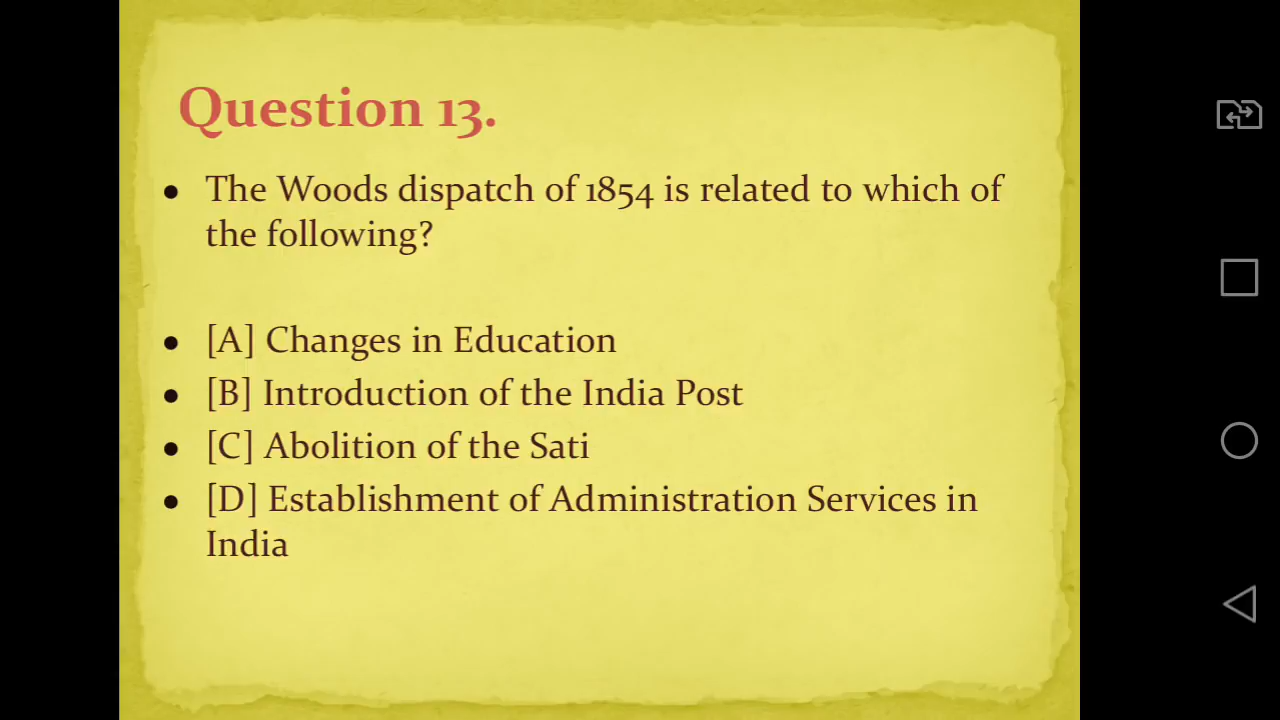 Question 13.
• The Woods dispatch of 1854 is related to which of
the following?
• [A] Changes in Education
• [B] Introduction of the India Post
• [C] Abolition of the Sati
• [D] Establishment of Administration Services in
India